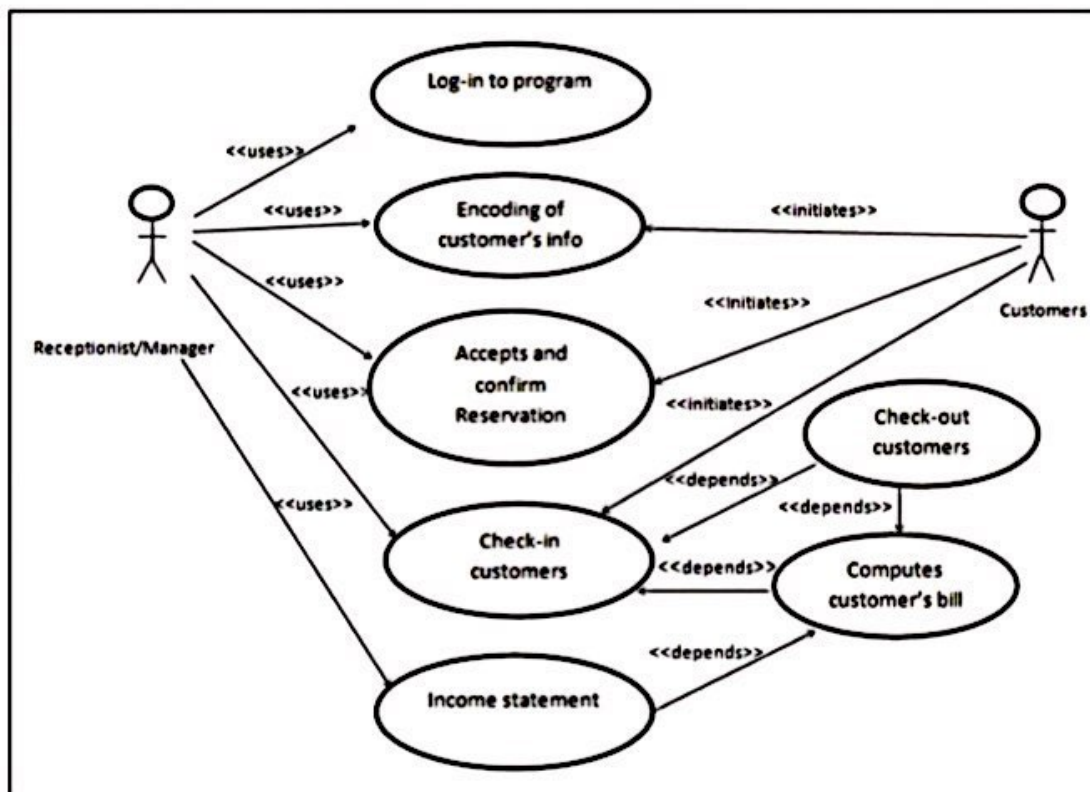 Log-in to program
<<uses>>
<<uses>>
Encoding of
customer's info
<<initiates>>
<<uses>>
<<initiates>>
Customers
Receptionist/Manager
Accepts and
confirm
Reservation
<<uses>>
<<initiates>>
Check-out
customers
<<depends>>
<<uses>>
<<depends>>
Check-in
customers
<<depends>>
Computes
customer's bill
<<depends>>
Income statement